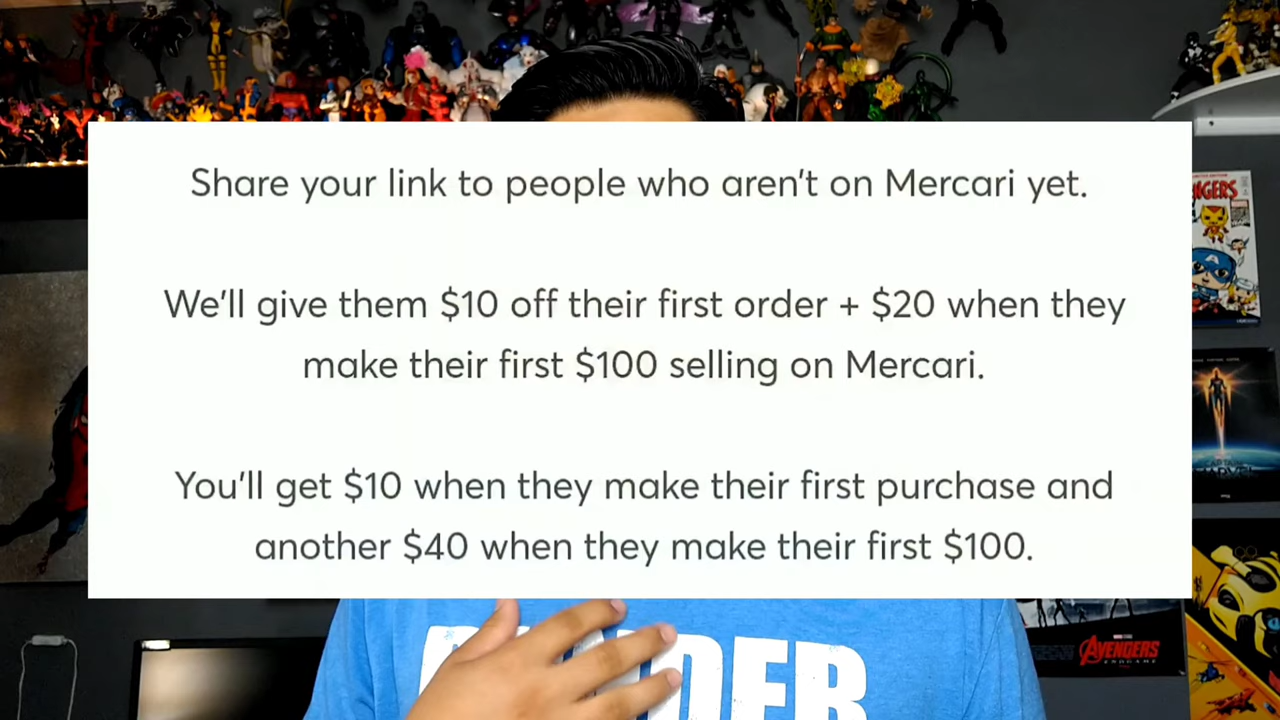 Share your link to people who aren't on Mercari yet.
We'll give them $10 off their first order + $20 when they
make their first $100 selling on Mercari.
You'll get $10 when they make their first purchase and
another $40 when they make their first $100.
AVENGERS
ENDGAME